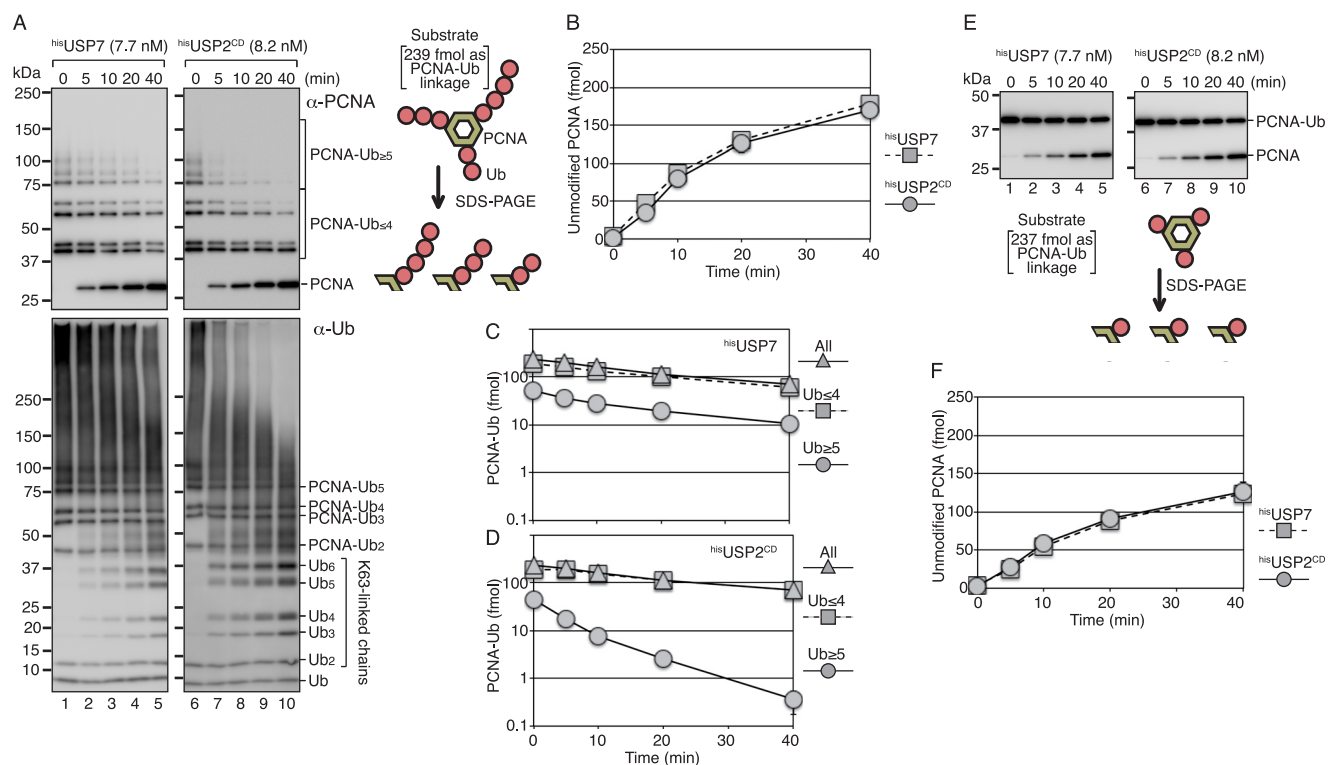 A
hisUSP7 (7.7 nM) hisUSP2CD (8.2 nM)
kDa 0 5 10 20 40 0 5 10 20 40 (min)
250
150
100
75
50
37
25
α-PCNA
PCNA-Ub≥5
PCNA-Ub≤4
PCNA
Substrate
239 fmol as
PCNA-Ub
linkage
PCNA
Ub
SDS-PAGE
α-Ub
250
150
100
75
50
37
25
20
15
10
PCNA-Ub5
PCNA-Ub4
PCNA-Ub3
PCNA-Ub2
Ub6
Ub5
Ub4
Ub3
Ub2
Ub
K63-linked chains
1 2 3 4 5 6 7 8 9 10
B
Unmodified PCNA (fmol)
250
200
150
100
50
0
0 10 20 30 40
Time (min)
hisUSP7
hisUSP2CD
C
hisUSP7
PCNA-Ub (fmol)
100
10
1
0.1
All
Ub≤4
Ub≥5
D
hisUSP2CD
PCNA-Ub (fmol)
100
10
1
0.1
0 10 20 30 40
Time (min)
All
Ub≤4
Ub≥5
E
hisUSP7 (7.7 nM) hisUSP2CD (8.2 nM)
kDa 0 5 10 20 40 0 5 10 20 40 (min)
50
37
25
PCNA-Ub
PCNA
1 2 3 4 5 6 7 8 9 10
Substrate
237 fmol as
PCNA-Ub
linkage
SDS-PAGE
F
Unmodified PCNA (fmol)
250
200
150
100
50
0
0 10 20 30 40
Time (min)
hisUSP7
hisUSP2CD